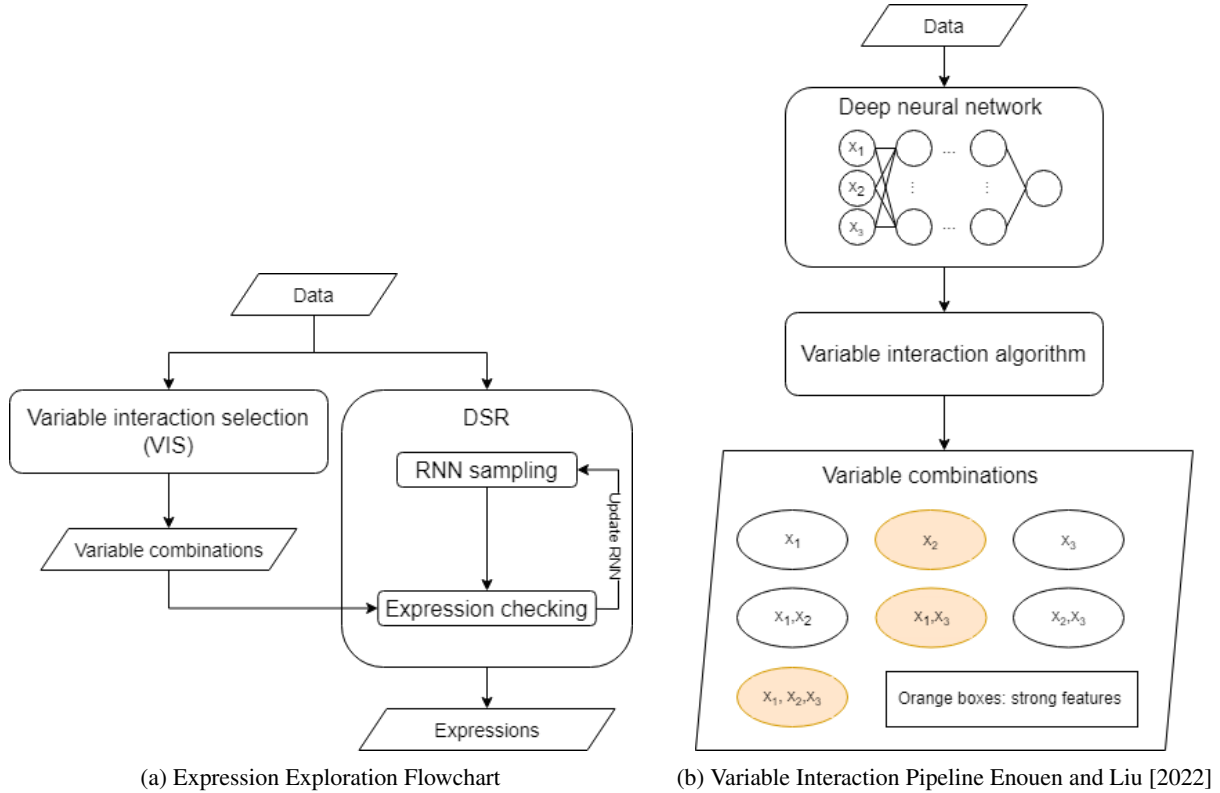 Data
Variable interaction selection
(VIS)
Variable combinations
DSR
RNN sampling
Update RNN
Expression checking
Expressions
(a) Expression Exploration Flowchart
Data
Deep neural network
X1
X2
X3
...
...
Variable interaction algorithm
Variable combinations
X1
X2
X3
X1,X2
X1,X3
X2,X3
X1, X2,X3
Orange boxes: strong features
(b) Variable Interaction Pipeline Enouen and Liu [2022]